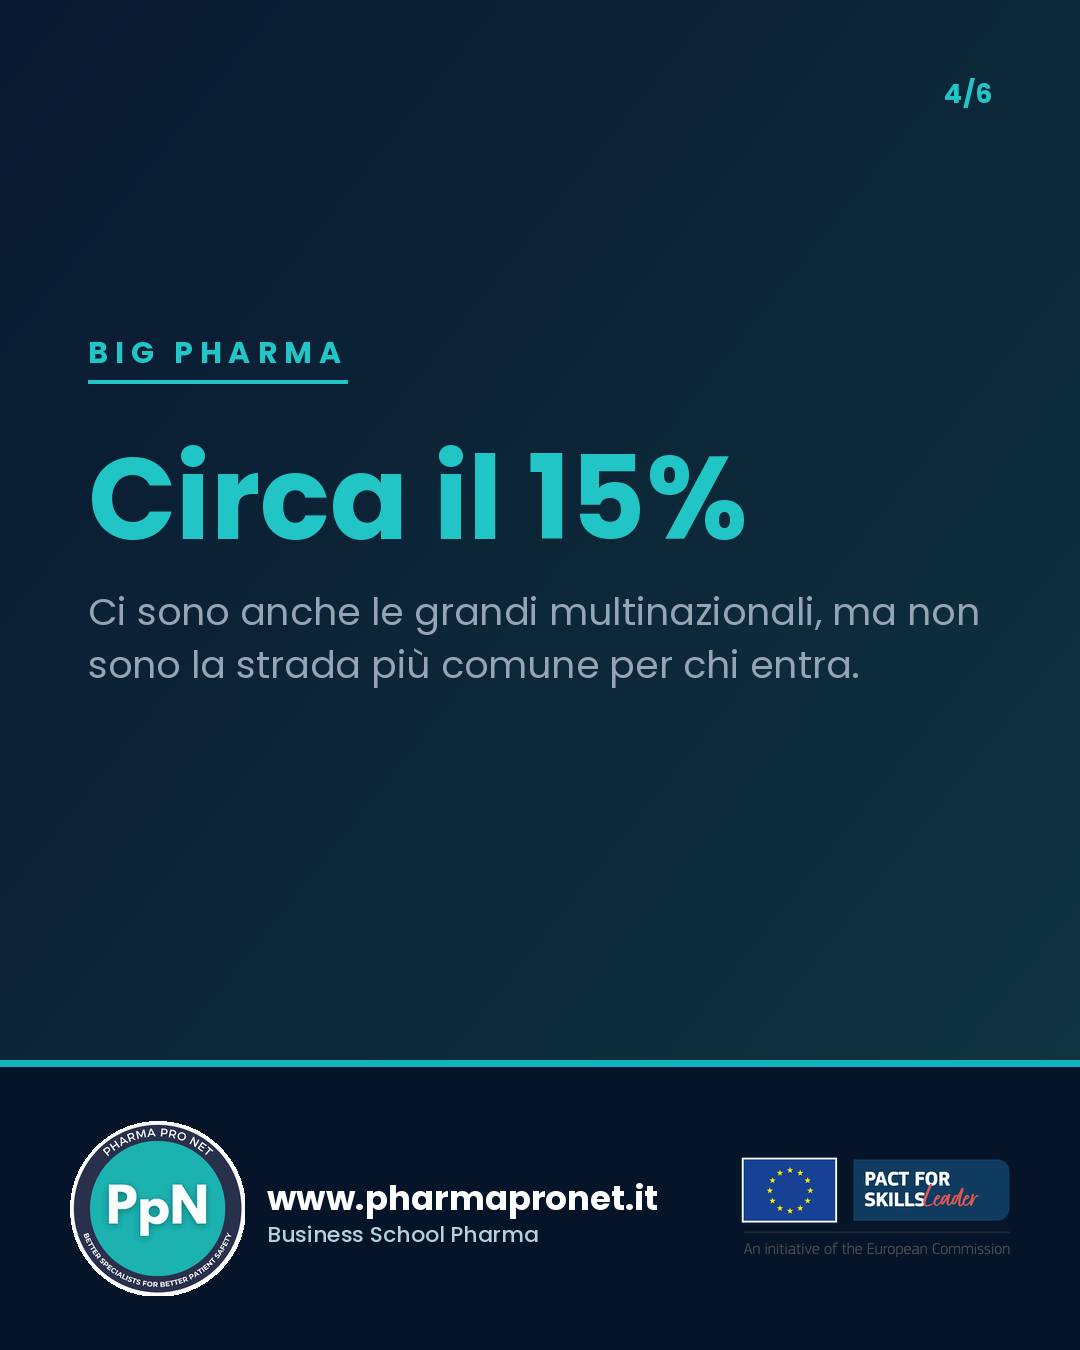 4/6
BIG PHARMA
Circa il 15%
Ci sono anche le grandi multinazionali, ma non
sono la strada più comune per chi entra.
PHARMA PRO NET
PpN
BETTER SPECIALISTS FOR BETTER PATIENT SAFETY
www.pharmapronet.it
Business School Pharma
PACT FOR
SKILLS Leader
An initiative of the European Commission